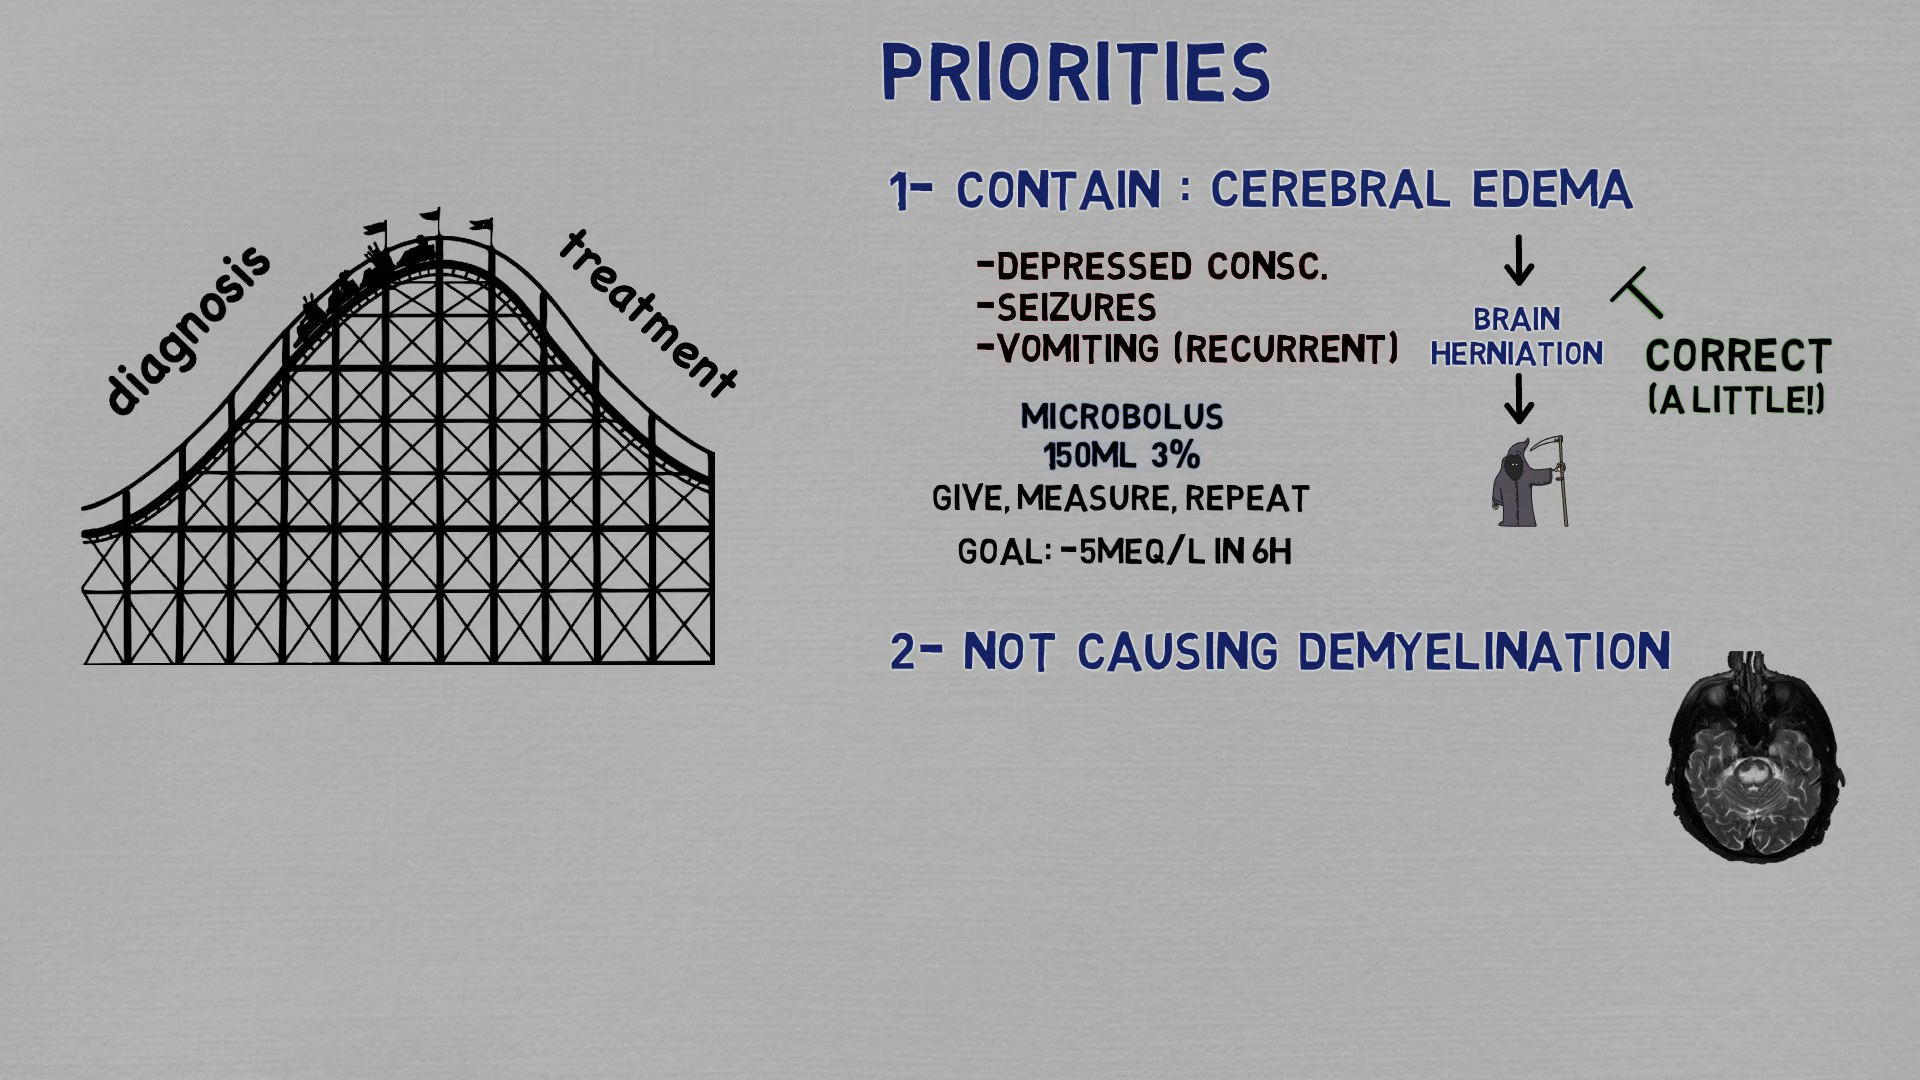 PRIORITIES
1- CONTAIN : CEREBRAL EDEMA
diagnosis
treatment
-DEPRESSED CONSC.
-SEIZURES
-VOMITING (RECURRENT)
BRAIN
HERNIATION
CORRECT
(A LITTLE!)
MICROBOLUS
150ML 3%
GIVE, MEASURE, REPEAT
GOAL: -5MEQ/L IN 6H
2- NOT CAUSING DEMYELINATION